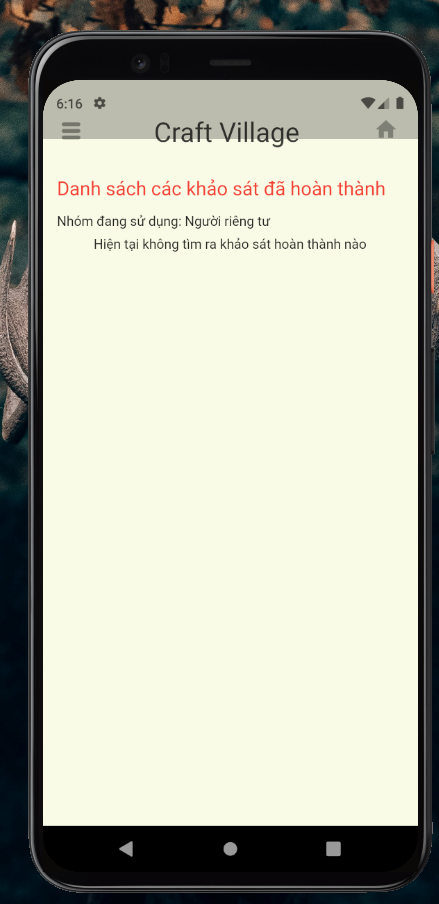 6:16
Craft Village
Danh sách các khảo sát đã hoàn thành
Nhóm đang sử dụng: Người riêng tư
Hiện tại không tìm ra khảo sát hoàn thành nào